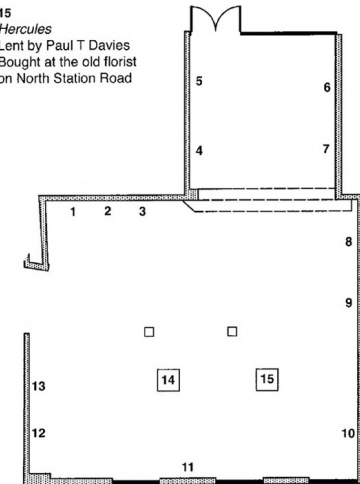 15
Hercules
Lent by Paul T Davies
Bought at the old florist
on North Station Road
5
6
4
7
1 2 3
8
9
14
15
13
12
10
11